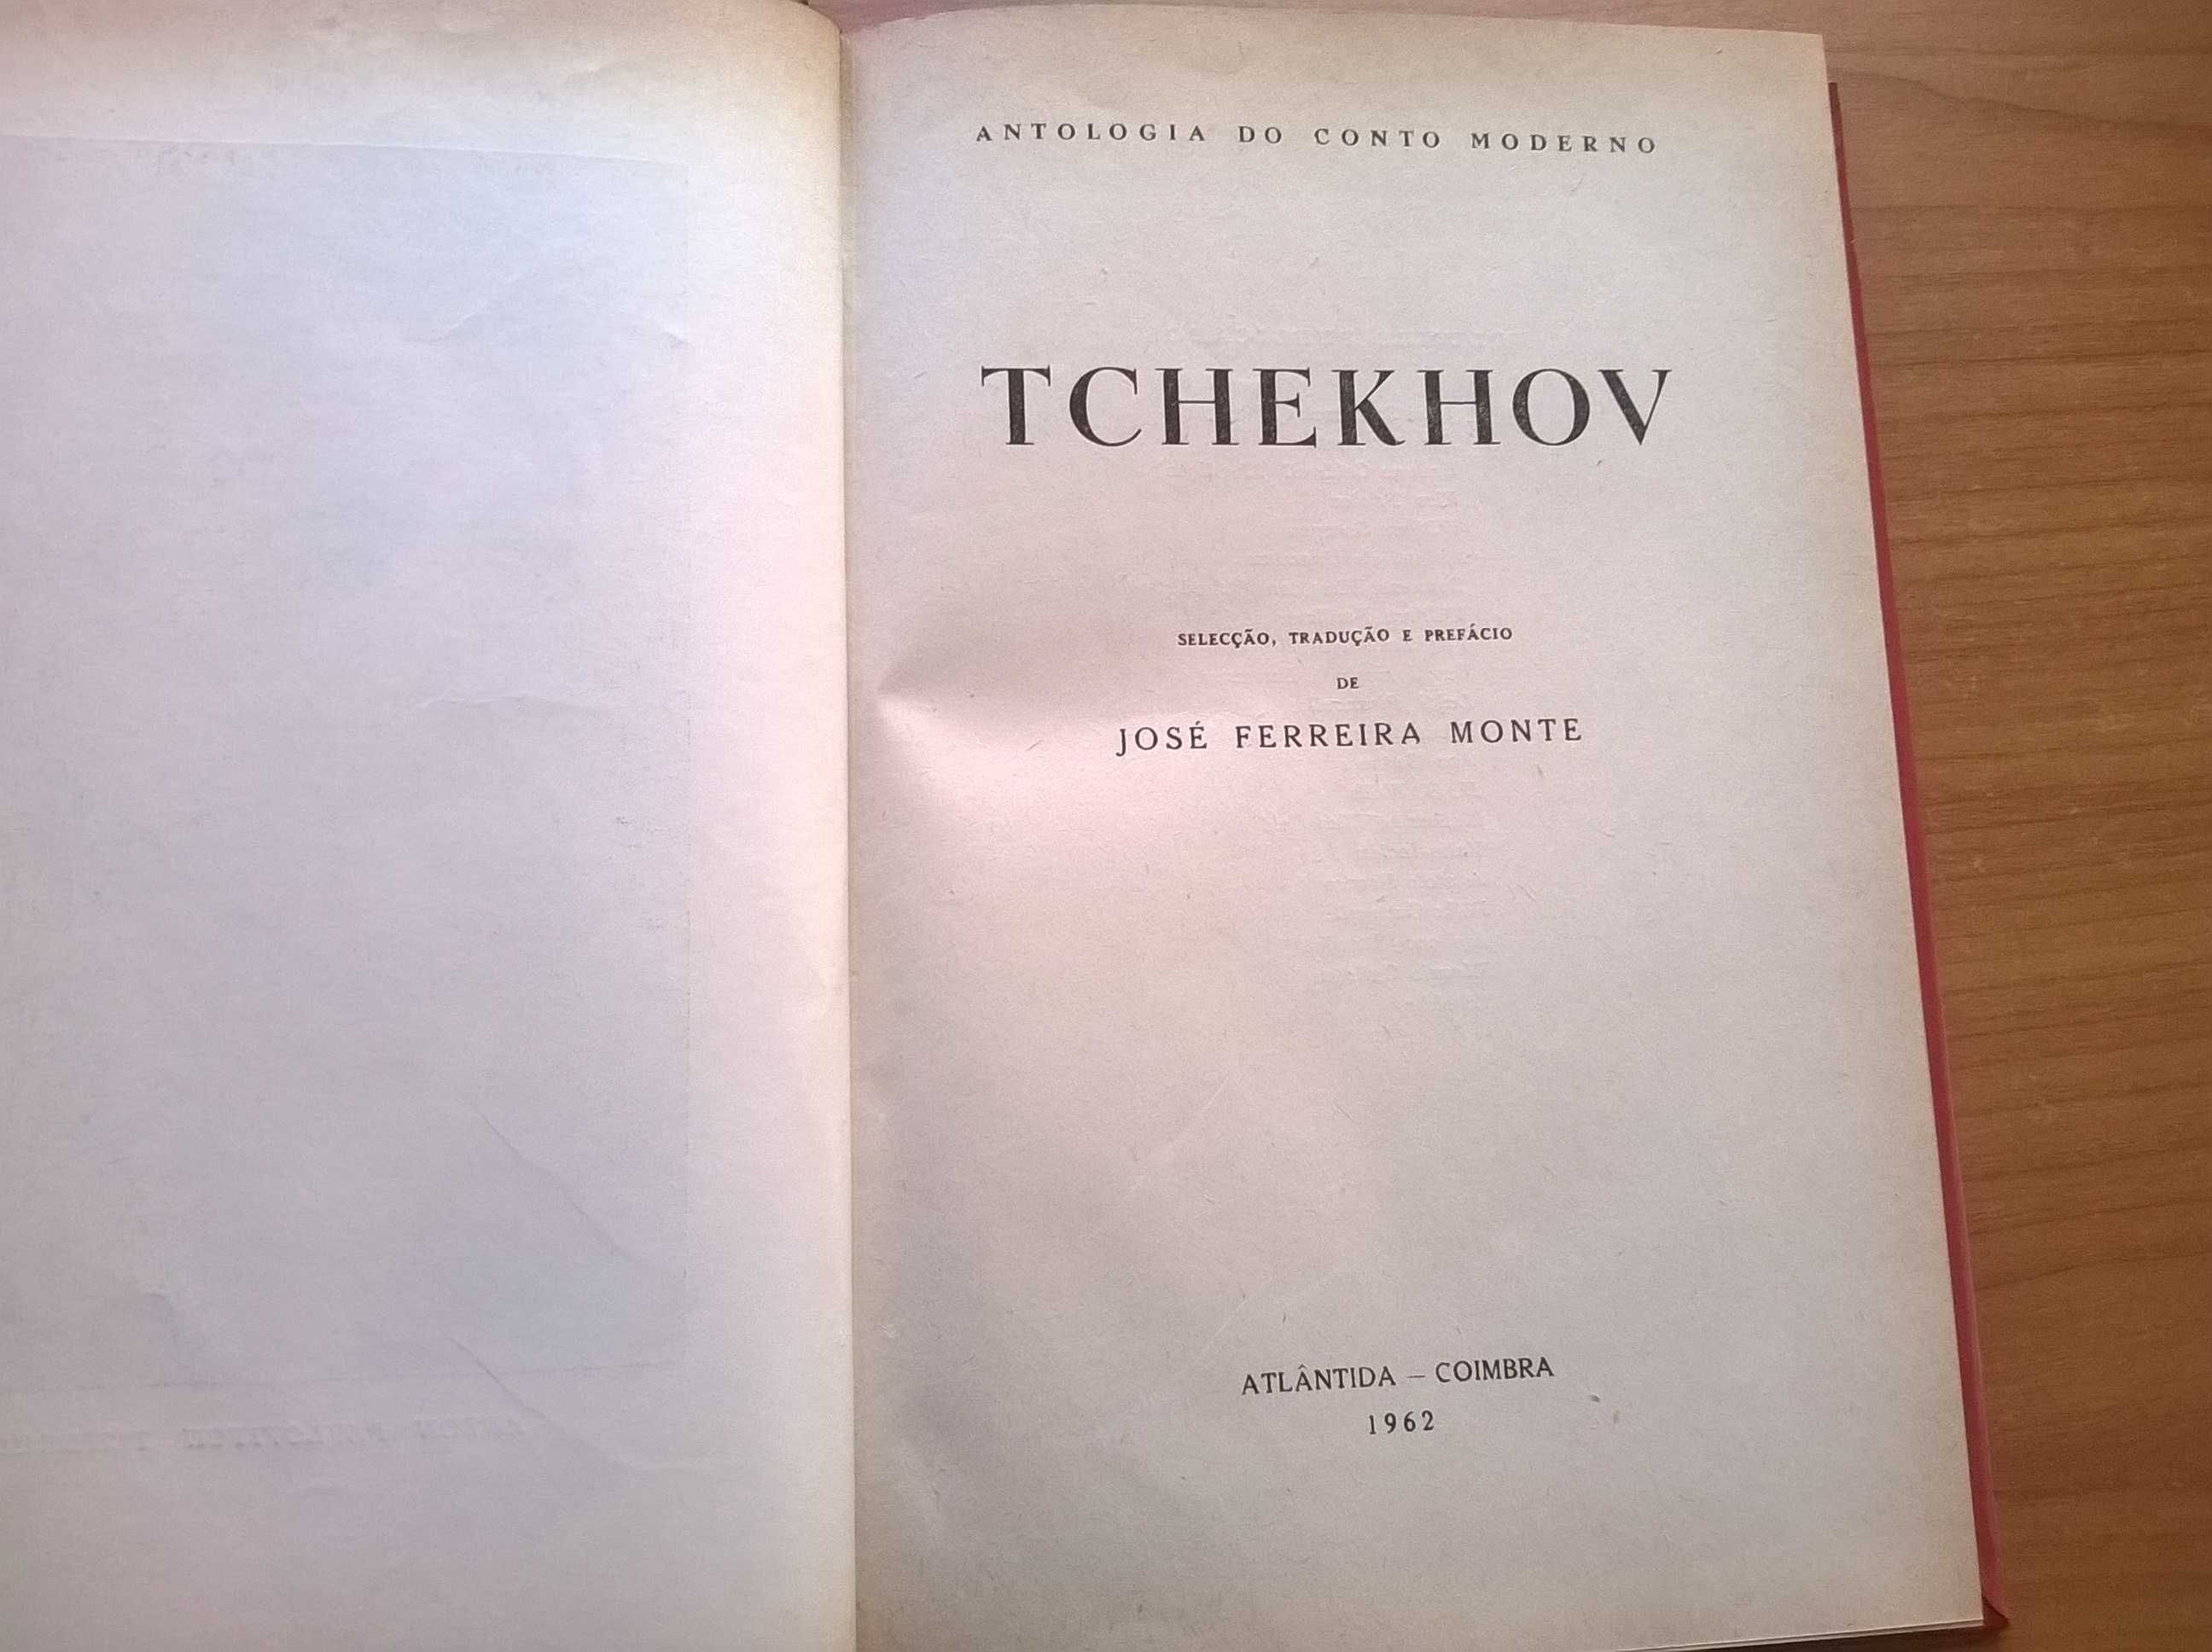 ANTOLOGIA DO CONTO MODERNO
TCHEKHOV
SELECÇÃO, TRADUÇÃO E PREFÁCIO
DE
JOSÉ FERREIRA MONTE
ATLÂNTIDA – COIMBRA
1962